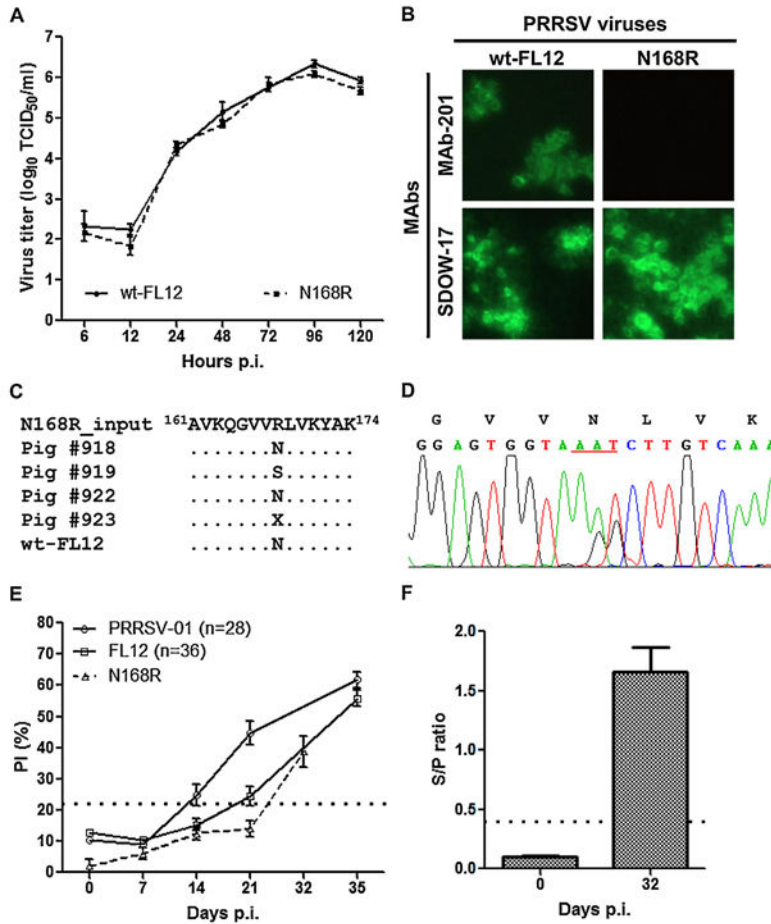 A
Virus titer (log10 TCID50/ml)
7
6
5
4
3
2
1
0
wt-FL12
N168R
6 12 24 48 72 96 120
Hours p.i.
B
PRRSV viruses
wt-FL12 N168R
MAbs
MAb-201
SDOW-17
C
N168R_input 161AVKQGVVRLVKYAK174
Pig #918 .......N......
Pig #919 .......S......
Pig #922 .......N......
Pig #923 .......X......
wt-FL12 .......N......
D
G V V N L V K
GGAGTGGTAAATCTTGTCAAA
E
PRRSV-01 (n=28)
FL12 (n=36)
N168R
PI (%)
80
70
60
50
40
30
20
10
0
0 7 14 21 32 35
Days p.i.
F
S/P ratio
2.0
1.5
1.0
0.5
0.0
0 32
Days p.i.